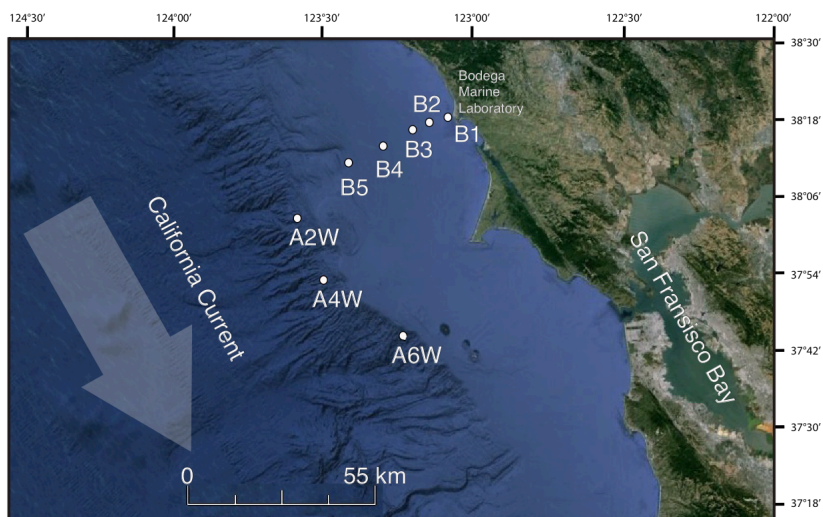 124°50′ 124°00′ 123°50′ 123°00′ 122°30′ 122°00′
38°30′
Bodega
Marine
Laboratory
B2
38°18′
B1
B3
B4
B5
38°06′
California Current
A2W
San Fransisco Bay
37°54′
A4W
37°42′
A6W
37°30′
0 55 km
37°18′